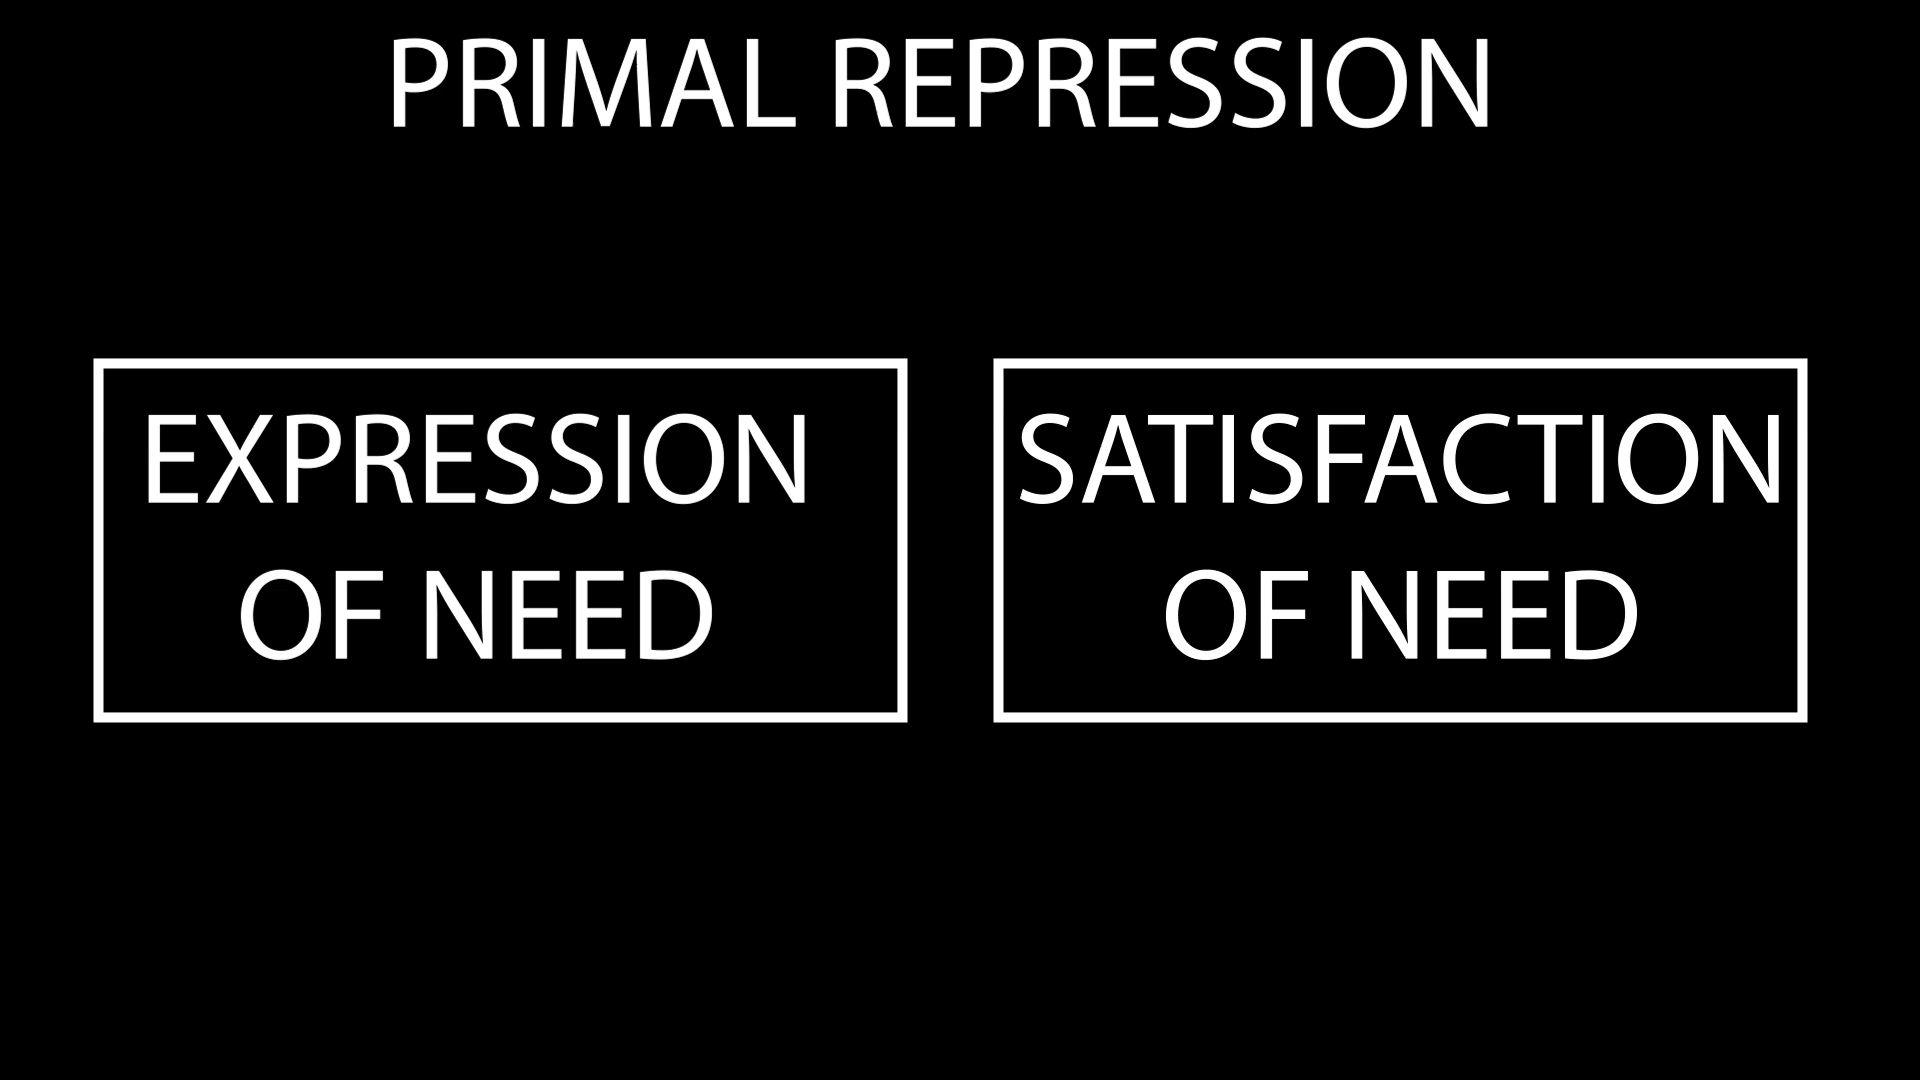 PRIMAL REPRESSION
EXPRESSION
OF NEED
SATISFACTION
OF NEED